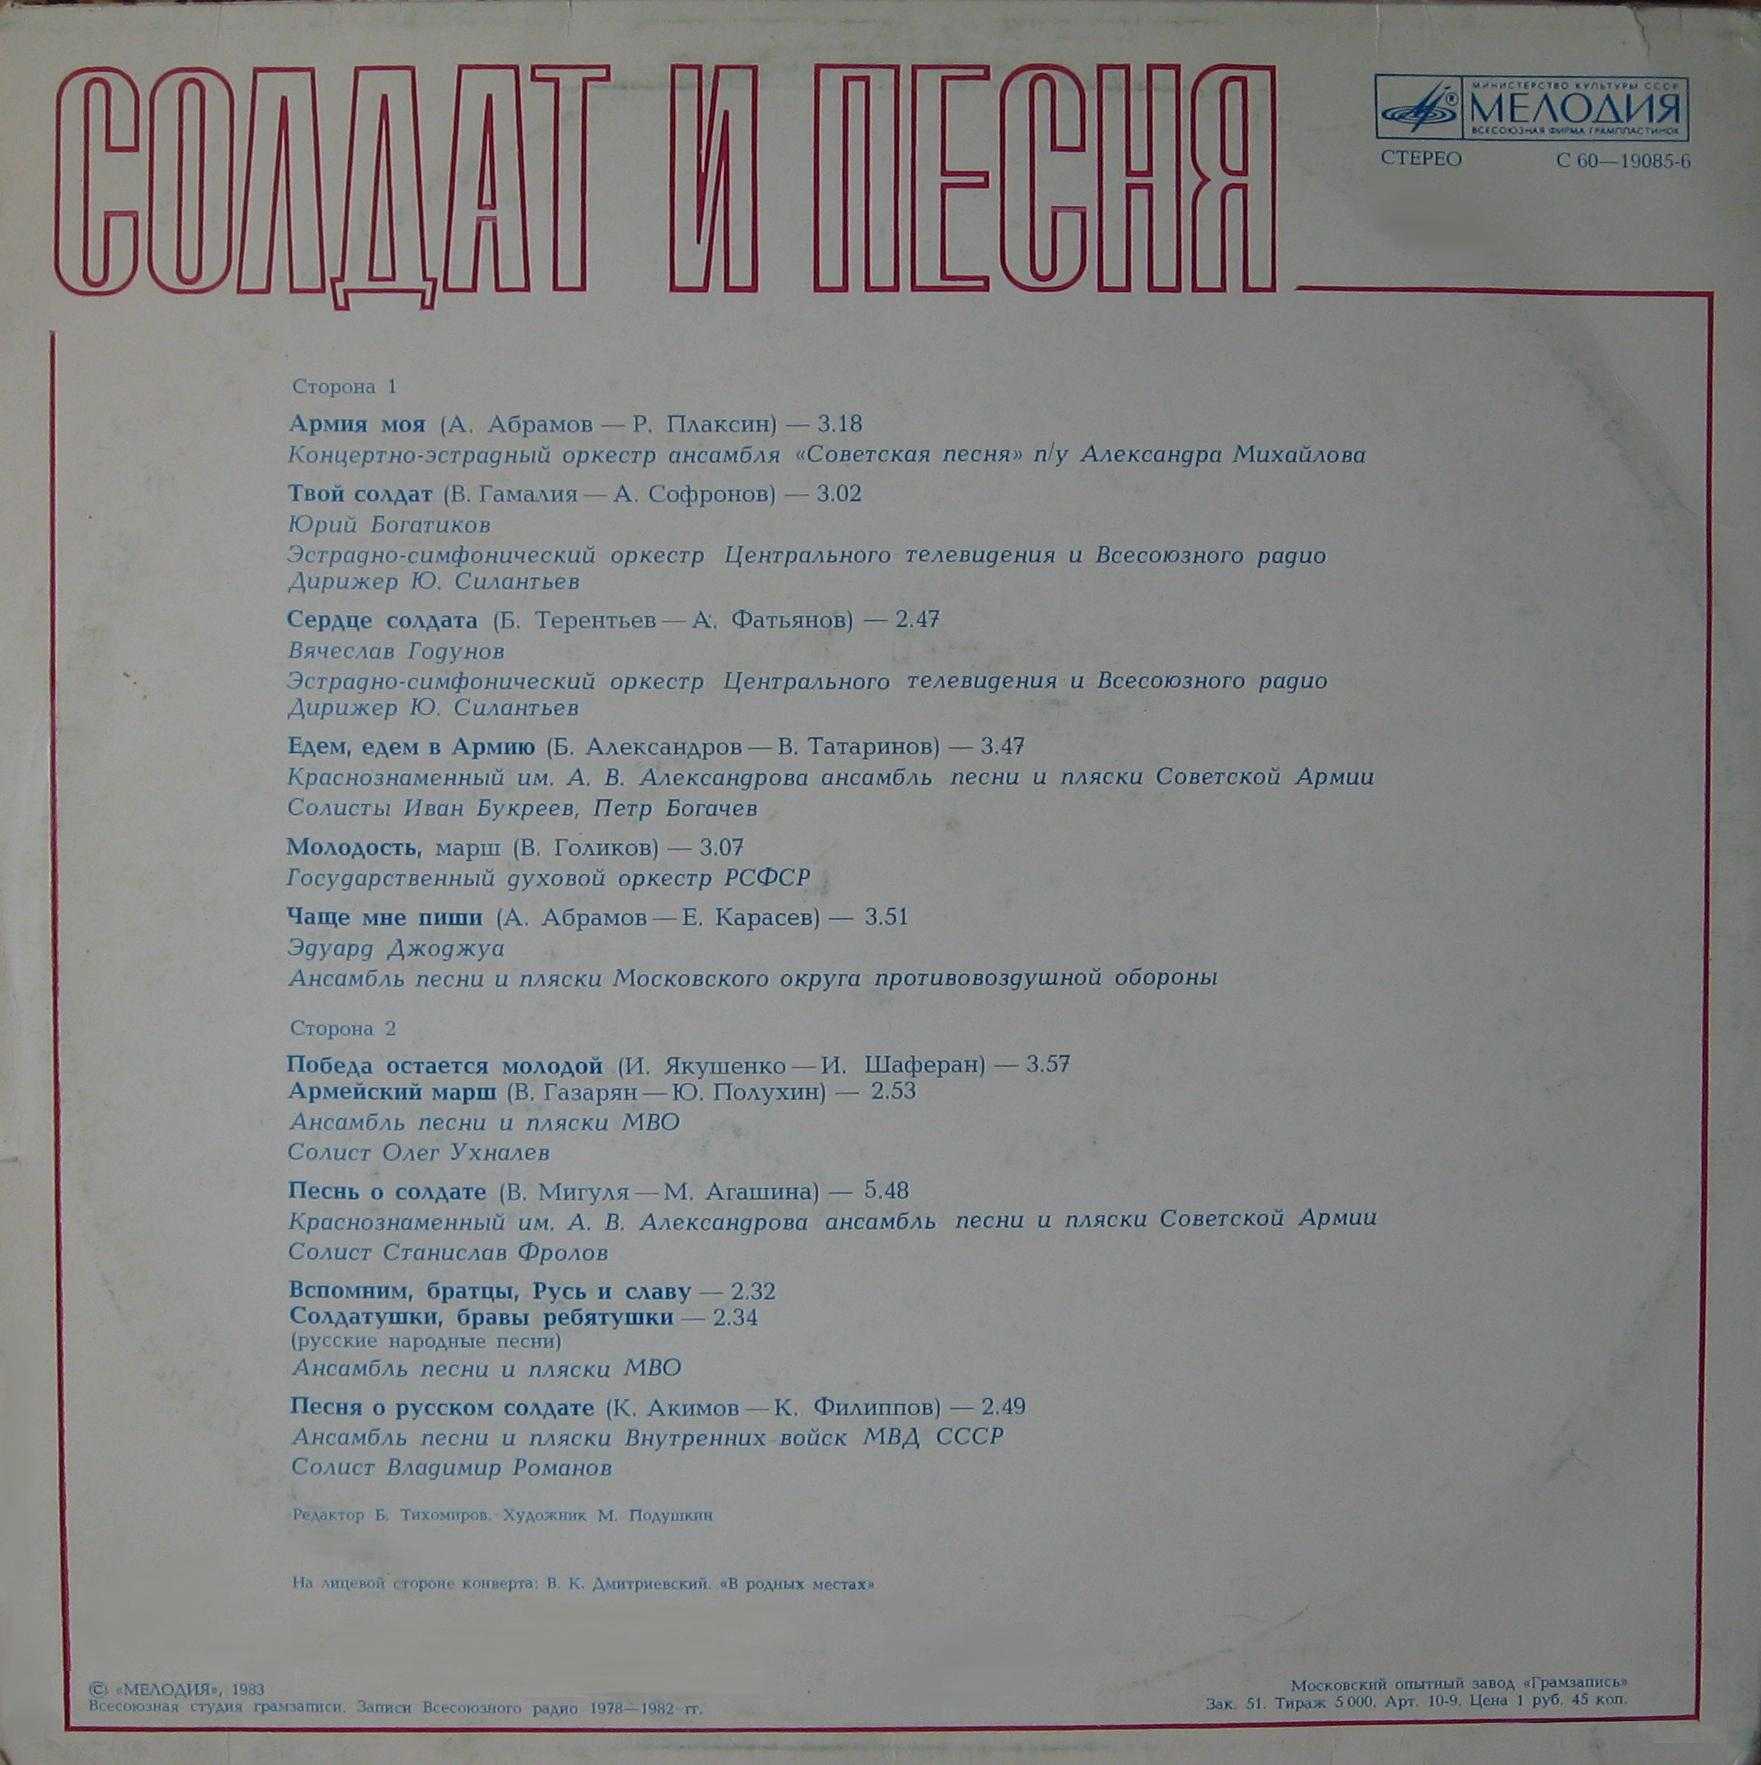 СОЛДАТ И ПЕСНЯ
МИНИСТЕРСТВО КУЛЬТУРЫ СССР
МЕЛОДИЯ
ВСЕСОЮЗНАЯ ФИРМА ГРАМПЛАСТИНОК
СТЕРЕО С 60—19085-6
Сторона 1
Армия моя (А. Абрамов — Р. Плаксин) — 3.18
Концертно-эстрадный оркестр ансамбля «Советская песня» п/у Александра Михайлова
Твой солдат (В. Гамалия — А. Софронов) — 3.02
Юрий Богатиков
Эстрадно-симфонический оркестр Центрального телевидения и Всесоюзного радио
Дирижер Ю. Силантьев
Сердце солдата (Б. Терентьев — А. Фатьянов) — 2.47
Вячеслав Годунов
Эстрадно-симфонический оркестр Центрального телевидения и Всесоюзного радио
Дирижер Ю. Силантьев
Едем, едем в Армию (Б. Александров — В. Татаринов) — 3.47
Краснознаменный им. А. В. Александрова ансамбль песни и пляски Советской Армии
Солисты Иван Букреев, Петр Богачев
Молодость, марш (В. Голиков) — 3.07
Государственный духовой оркестр РСФСР
Чаще мне пиши (А. Абрамов — Е. Карасев) — 3.51
Эдуард Джоджуа
Ансамбль песни и пляски Московского округа противовоздушной обороны
Сторона 2
Победа остается молодой (И. Якушенко — И. Шаферан) — 3.57
Армейский марш (В. Газарян — Ю. Полухин) — 2.53
Ансамбль песни и пляски МВО
Солист Олег Ухналев
Песнь о солдате (В. Мигуля — М. Агашина) — 5.48
Краснознаменный им. А. В. Александрова ансамбль песни и пляски Советской Армии
Солист Станислав Фролов
Вспомним, братцы, Русь и славу — 2.32
Солдатушки, бравы ребятушки — 2.34
(русские народные песни)
Ансамбль песни и пляски МВО
Песня о русском солдате (К. Акимов — К. Филиппов) — 2.49
Ансамбль песни и пляски Внутренних войск МВД СССР
Солист Владимир Романов
Редактор Б. Тихомиров. Художник М. Подушкин
На лицевой стороне конверта: В. К. Дмитриевский. «В родных местах»
© «МЕЛОДИЯ», 1983
Всесоюзная студия грамзаписи. Записи Всесоюзного радио 1978—1982 гг.
Московский опытный завод «Грамзапись»
Зак. 51. Тираж 5 000. Арт. 10-9. Цена 1 руб. 45 коп.